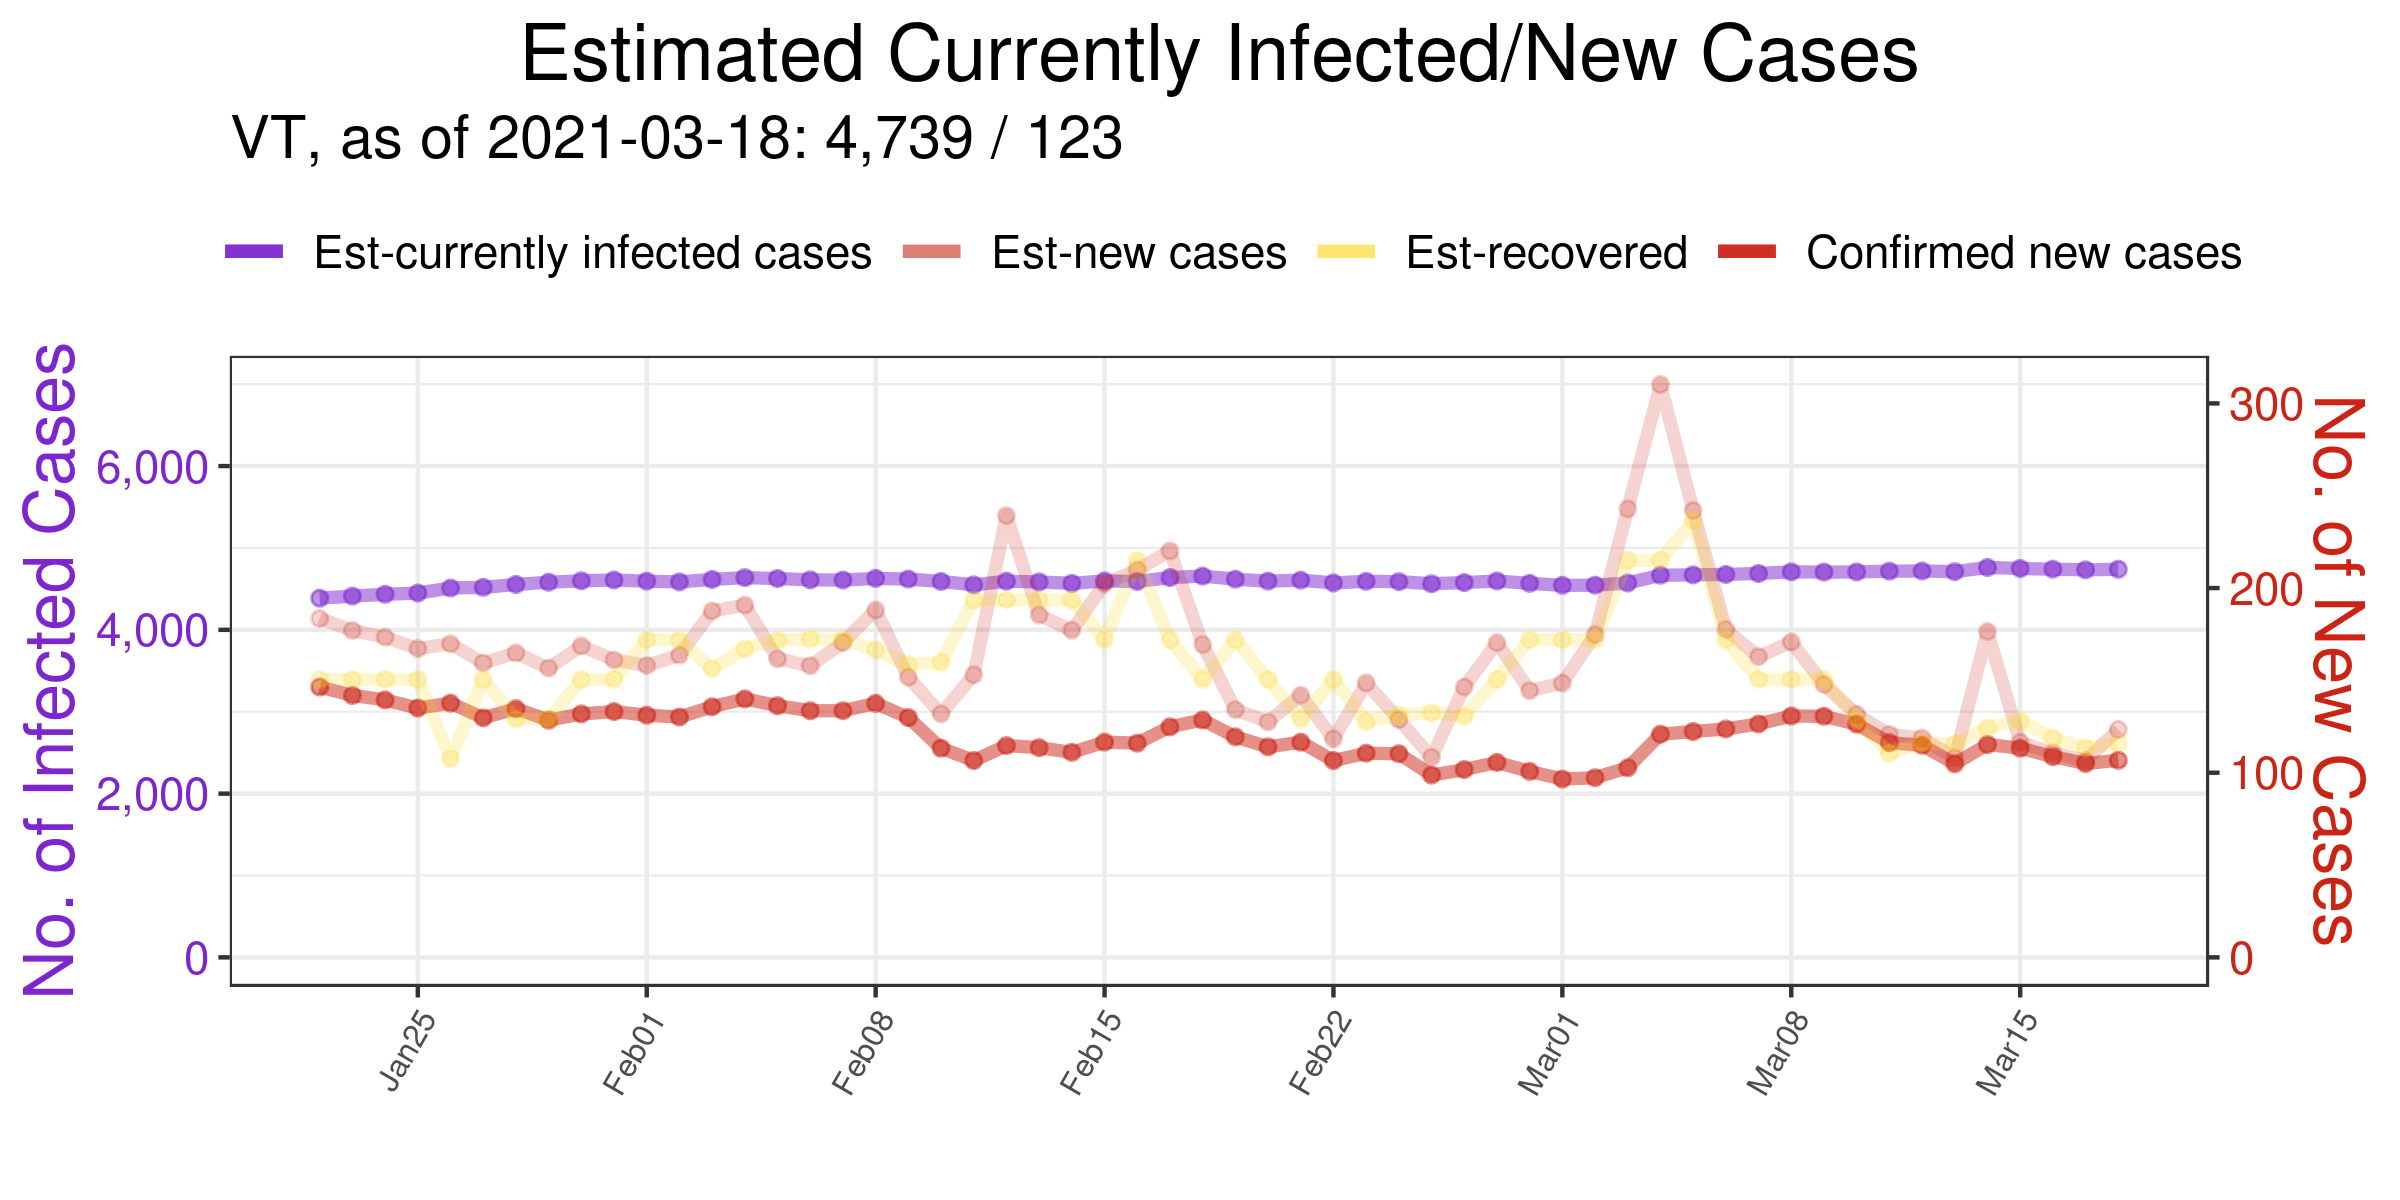 Estimated Currently Infected/New Cases
VT, as of 2021-03-18: 4,739 / 123
Est-currently infected cases Est-new cases Est-recovered Confirmed new cases
No. of Infected Cases
6,000
4,000
2,000
0
300
200
100
0
No. of New Cases
Jan25 Feb01 Feb08 Feb15 Feb22 Mar01 Mar08 Mar15